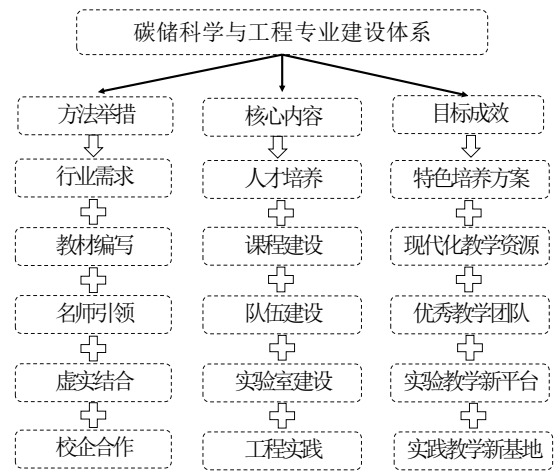 碳储科学与工程专业建设体系
方法举措
核心内容
目标成效
行业需求
人才培养
特色培养方案
教材编写
课程建设
现代化教学资源
名师引领
队伍建设
优秀教学团队
虚实结合
实验室建设
实验教学新平台
校企合作
工程实践
实践教学新基地